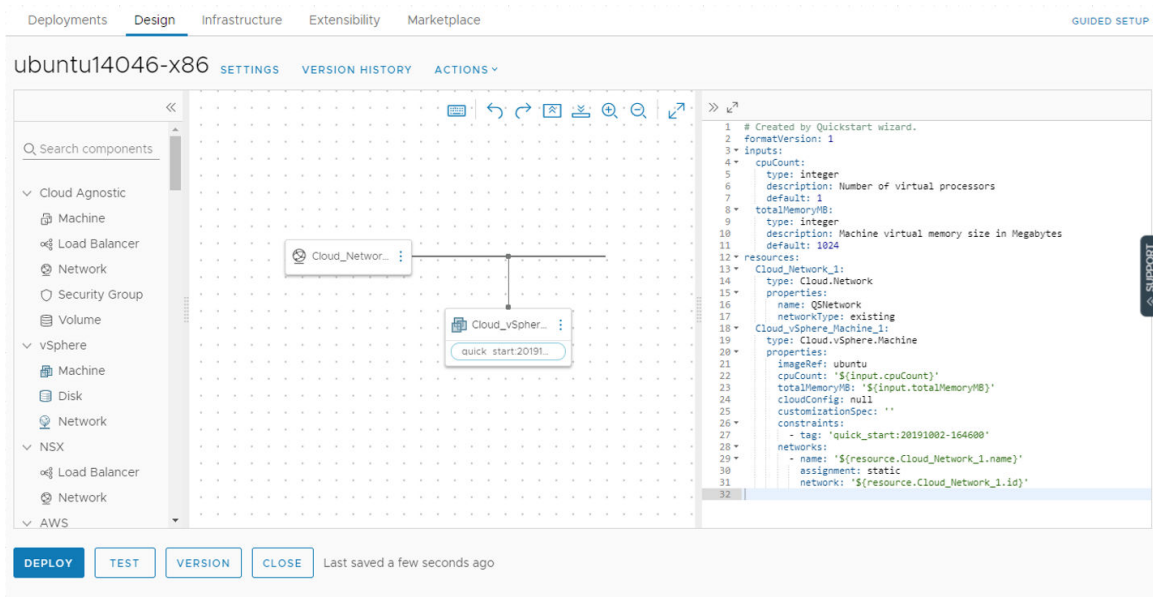 Deployments Design Infrastructure Extensibility Marketplace GUIDED SETUP
ubuntu14046-x86 SETTINGS VERSION HISTORY ACTIONS
Search components
Cloud Agnostic
Machine
Load Balancer
Network
Security Group
Volume
vSphere
Machine
Disk
Network
NSX
Load Balancer
Network
AWS
Cloud_Networ...
Cloud_vSpher...
quick_start:20191...
1 # Created by Quickstart wizard.
2 formatVersion: 1
3 inputs:
4 cpuCount:
5 type: integer
6 description: Number of virtual processors
7 default: 1
8 totalMemoryMB:
9 type: integer
10 description: Machine virtual memory size in Megabytes
11 default: 1024
12 resources:
13 Cloud_Network_1:
14 type: Cloud.Network
15 properties:
16 name: QSNetwork
17 networkType: existing
18 Cloud_vSphere_Machine_1:
19 type: Cloud.vSphere.Machine
20 properties:
21 imageRef: ubuntu
22 cpuCount: '${input.cpuCount}'
23 totalMemoryMB: '${input.totalMemoryMB}'
24 cloudConfig: null
25 customizationSpec: ''
26 constraints:
27 - tag: 'quick_start:20191002-164600'
28 networks:
29 - name: '${resource.Cloud_Network_1.name}'
30 assignment: static
31 network: '${resource.Cloud_Network_1.id}'
32
SUPPORT
DEPLOY TEST VERSION CLOSE Last saved a few seconds ago